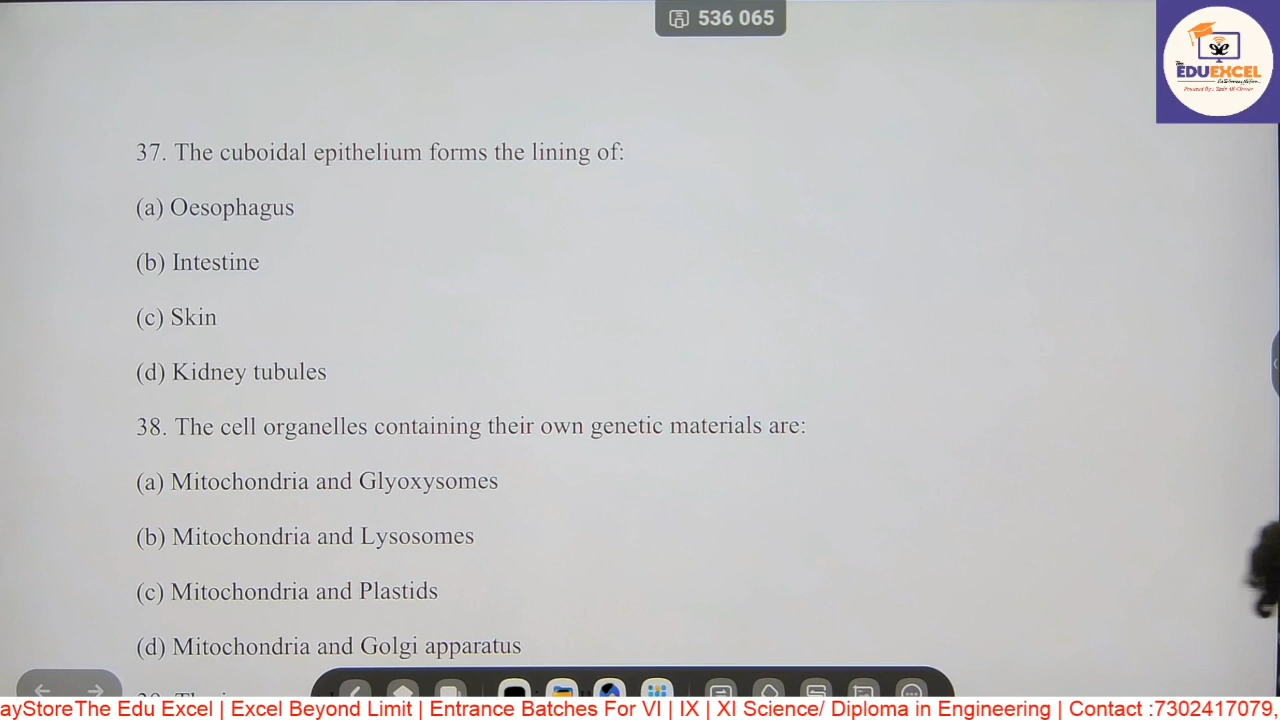 536 065
The
EDUEXCEL
37. The cuboidal epithelium forms the lining of:
(a) Oesophagus
(b) Intestine
(c) Skin
(d) Kidney tubules
38. The cell organelles containing their own genetic materials are:
(a) Mitochondria and Glyoxysomes
(b) Mitochondria and Lysosomes
(c) Mitochondria and Plastids
(d) Mitochondria and Golgi apparatus
ayStoreThe Edu Excel | Excel Beyond Limit | Entrance Batches For VI | IX | XI Science/ Diploma in Engineering | Contact :7302417079.